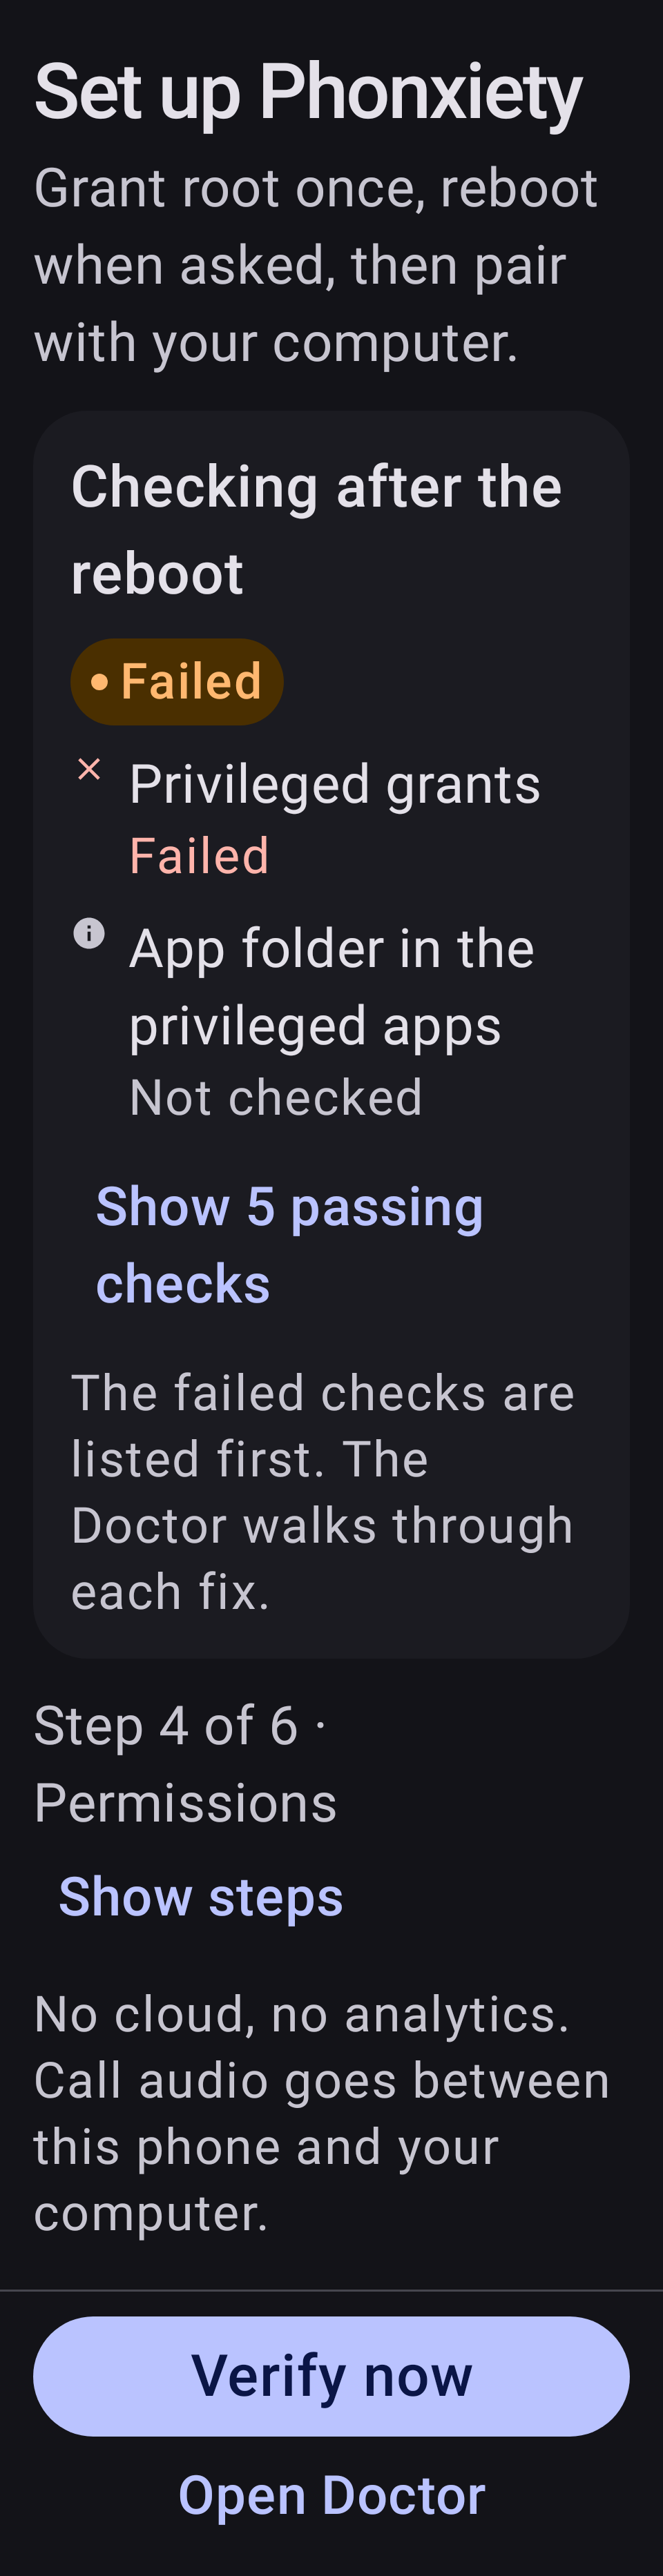 Set up Phonxiety
Grant root once, reboot
when asked, then pair
with your computer.
Checking after the
reboot
Failed
Privileged grants
Failed
App folder in the
privileged apps
Not checked
Show 5 passing
checks
The failed checks are
listed first. The
Doctor walks through
each fix.
Step 4 of 6 ·
Permissions
Show steps
No cloud, no analytics.
Call audio goes between
this phone and your
computer.
Verify now
Open Doctor